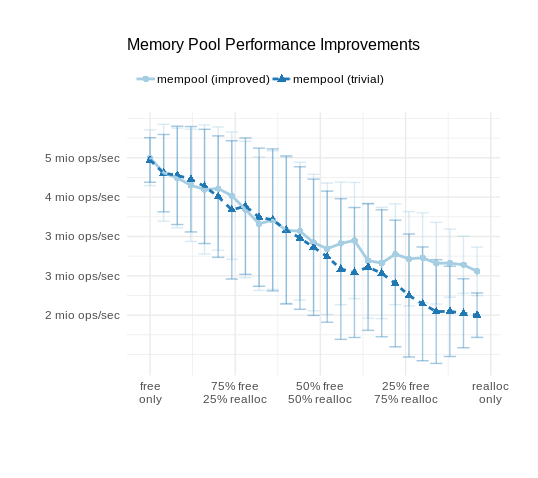 Memory Pool Performance Improvements
mempool (improved) mempool (trivial)
5 mio ops/sec
4 mio ops/sec
3 mio ops/sec
3 mio ops/sec
2 mio ops/sec
free only
75% free 25% realloc
50% free 50% realloc
25% free 75% realloc
realloc only